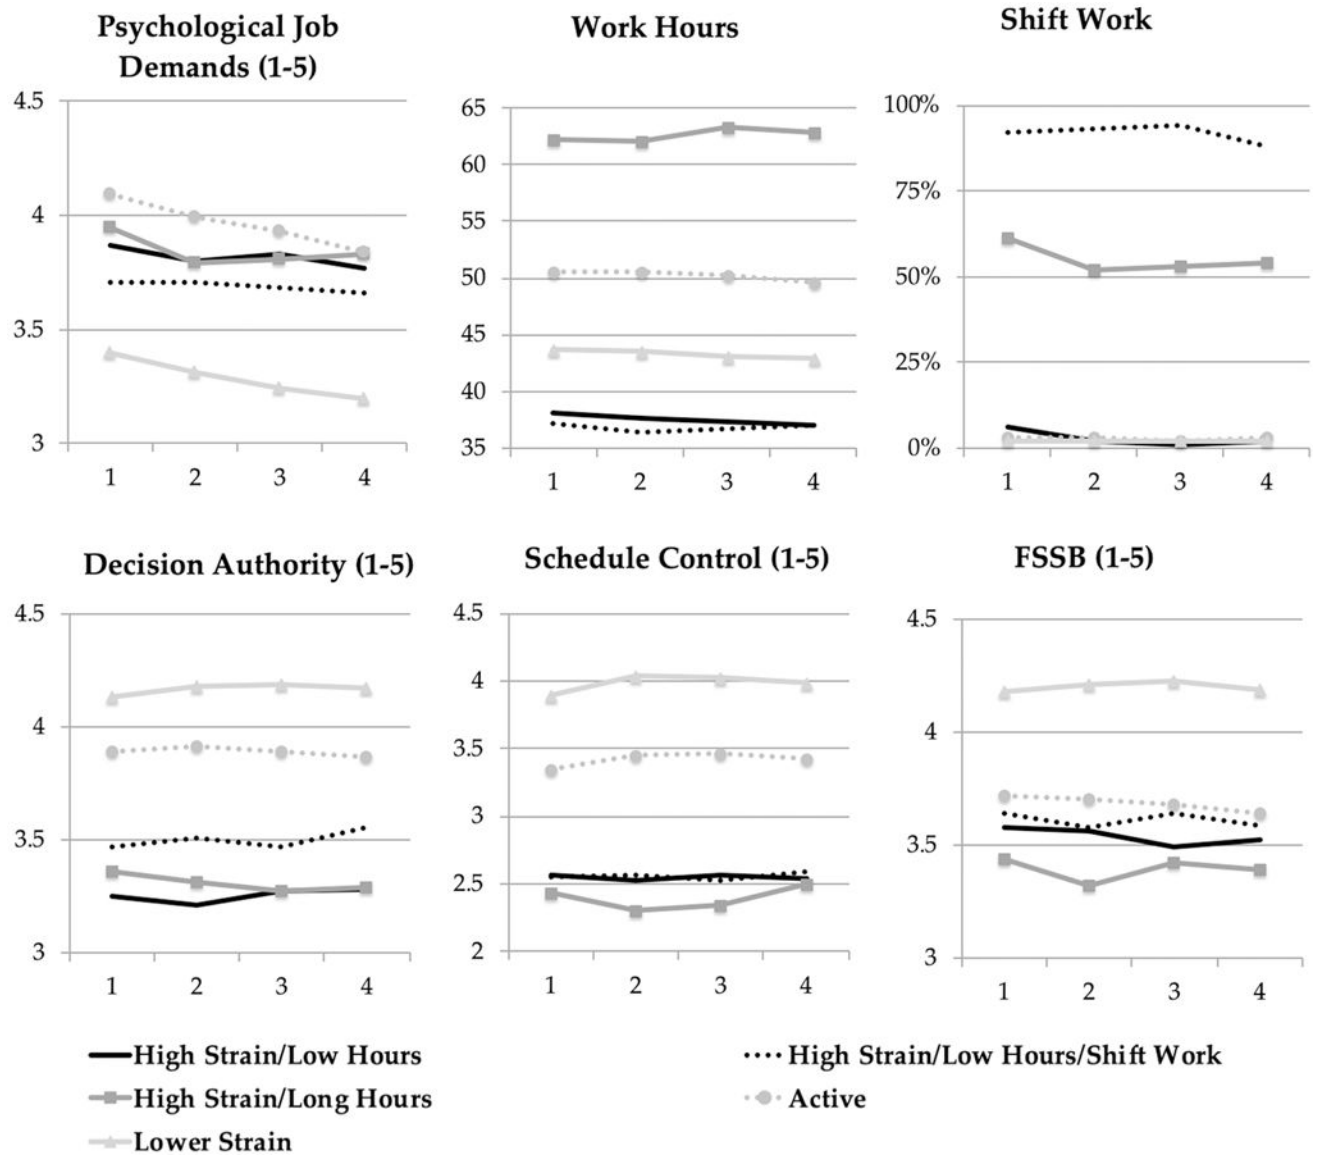 Psychological Job
Demands (1-5)
4.5
4
3.5
3
1 2 3 4
Work Hours
65
60
55
50
45
40
35
1 2 3 4
Shift Work
100%
75%
50%
25%
0%
1 2 3 4
Decision Authority (1-5)
4.5
4
3.5
3
1 2 3 4
Schedule Control (1-5)
4.5
4
3.5
3
2.5
2
1 2 3 4
FSSB (1-5)
4.5
4
3.5
3
1 2 3 4
High Strain/Low Hours
High Strain/Low Hours/Shift Work
High Strain/Long Hours
Active
Lower Strain